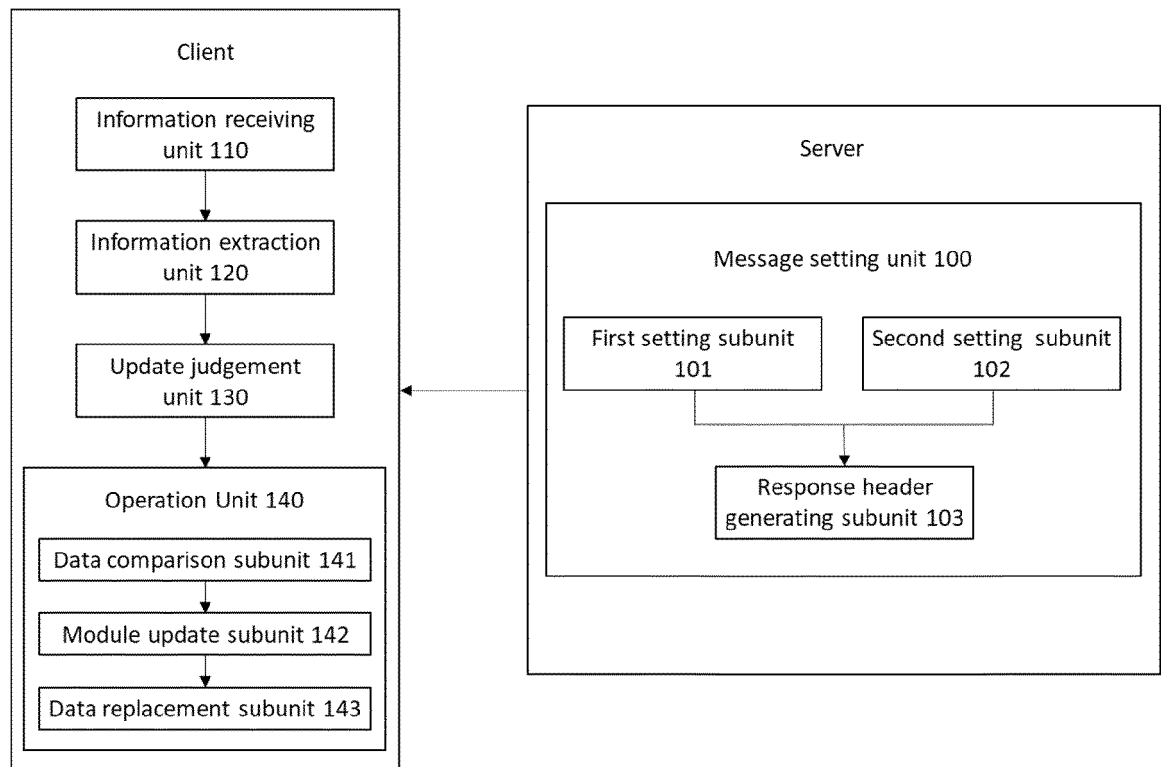 Client
Information receiving
unit 110
Information extraction
unit 120
Update judgement
unit 130
Operation Unit 140
Data comparison subunit 141
Module update subunit 142
Data replacement subunit 143
Server
Message setting unit 100
First setting subunit
101
Second setting subunit
102
Response header
generating subunit 103